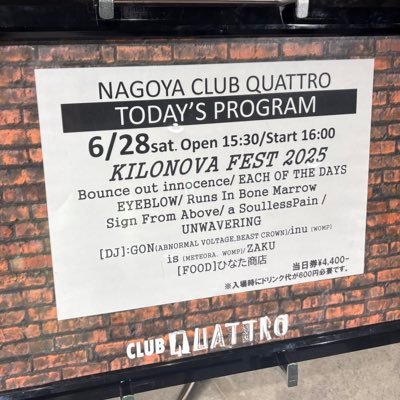 NAGOYA CLUB QUATTRO
TODAY'S PROGRAM
6/28sat. Open 15:30/Start 16:00
KILONOVA FEST 2025
Bounce out innocence/ EACH OF THE DAYS
EYEBLOW/ Runs In Bone Marrow
Sign From Above/ a SoullessPain/
UNWAVERING
[DJ]:GON(ABNORMAL VOLTAGE,BEAST CROWN)/inu [WOMP]
is [METEORA. WOMP]/ZAKU
[FOOD]ひなた商店
当日券¥4,400-
※入場時にドリンク代が600円必要です。
CLUB QUATTRO